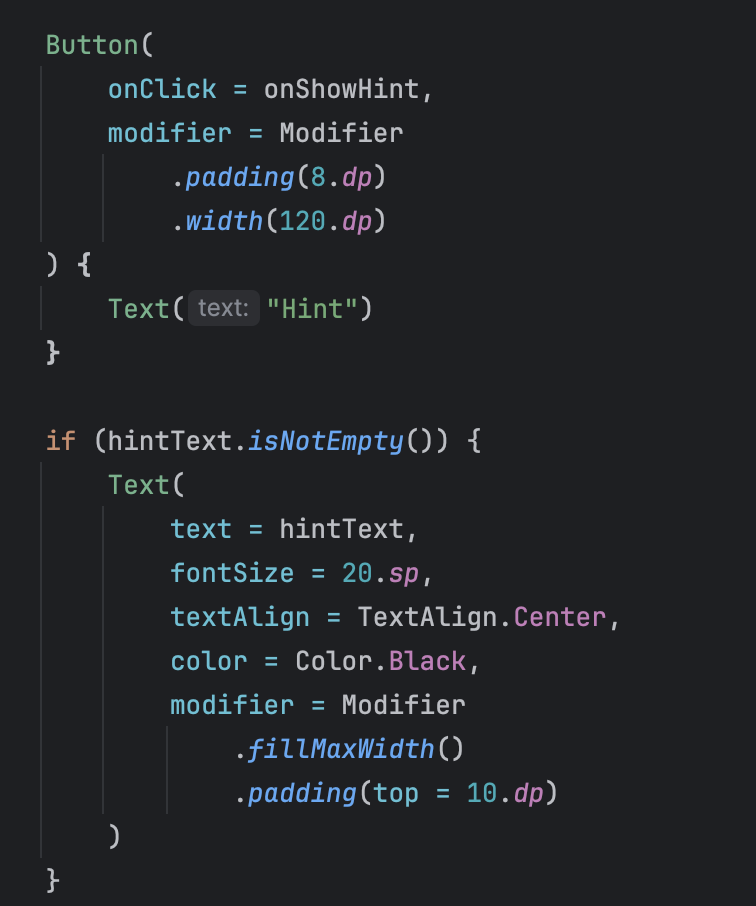 Button(
    onClick = onShowHint,
    modifier = Modifier
        .padding(8.dp)
        .width(120.dp)
) {
    Text( text: "Hint")
}

if (hintText.isNotEmpty()) {
    Text(
        text = hintText,
        fontSize = 20.sp,
        textAlign = TextAlign.Center,
        color = Color.Black,
        modifier = Modifier
            .fillMaxWidth()
            .padding(top = 10.dp)
    )
}